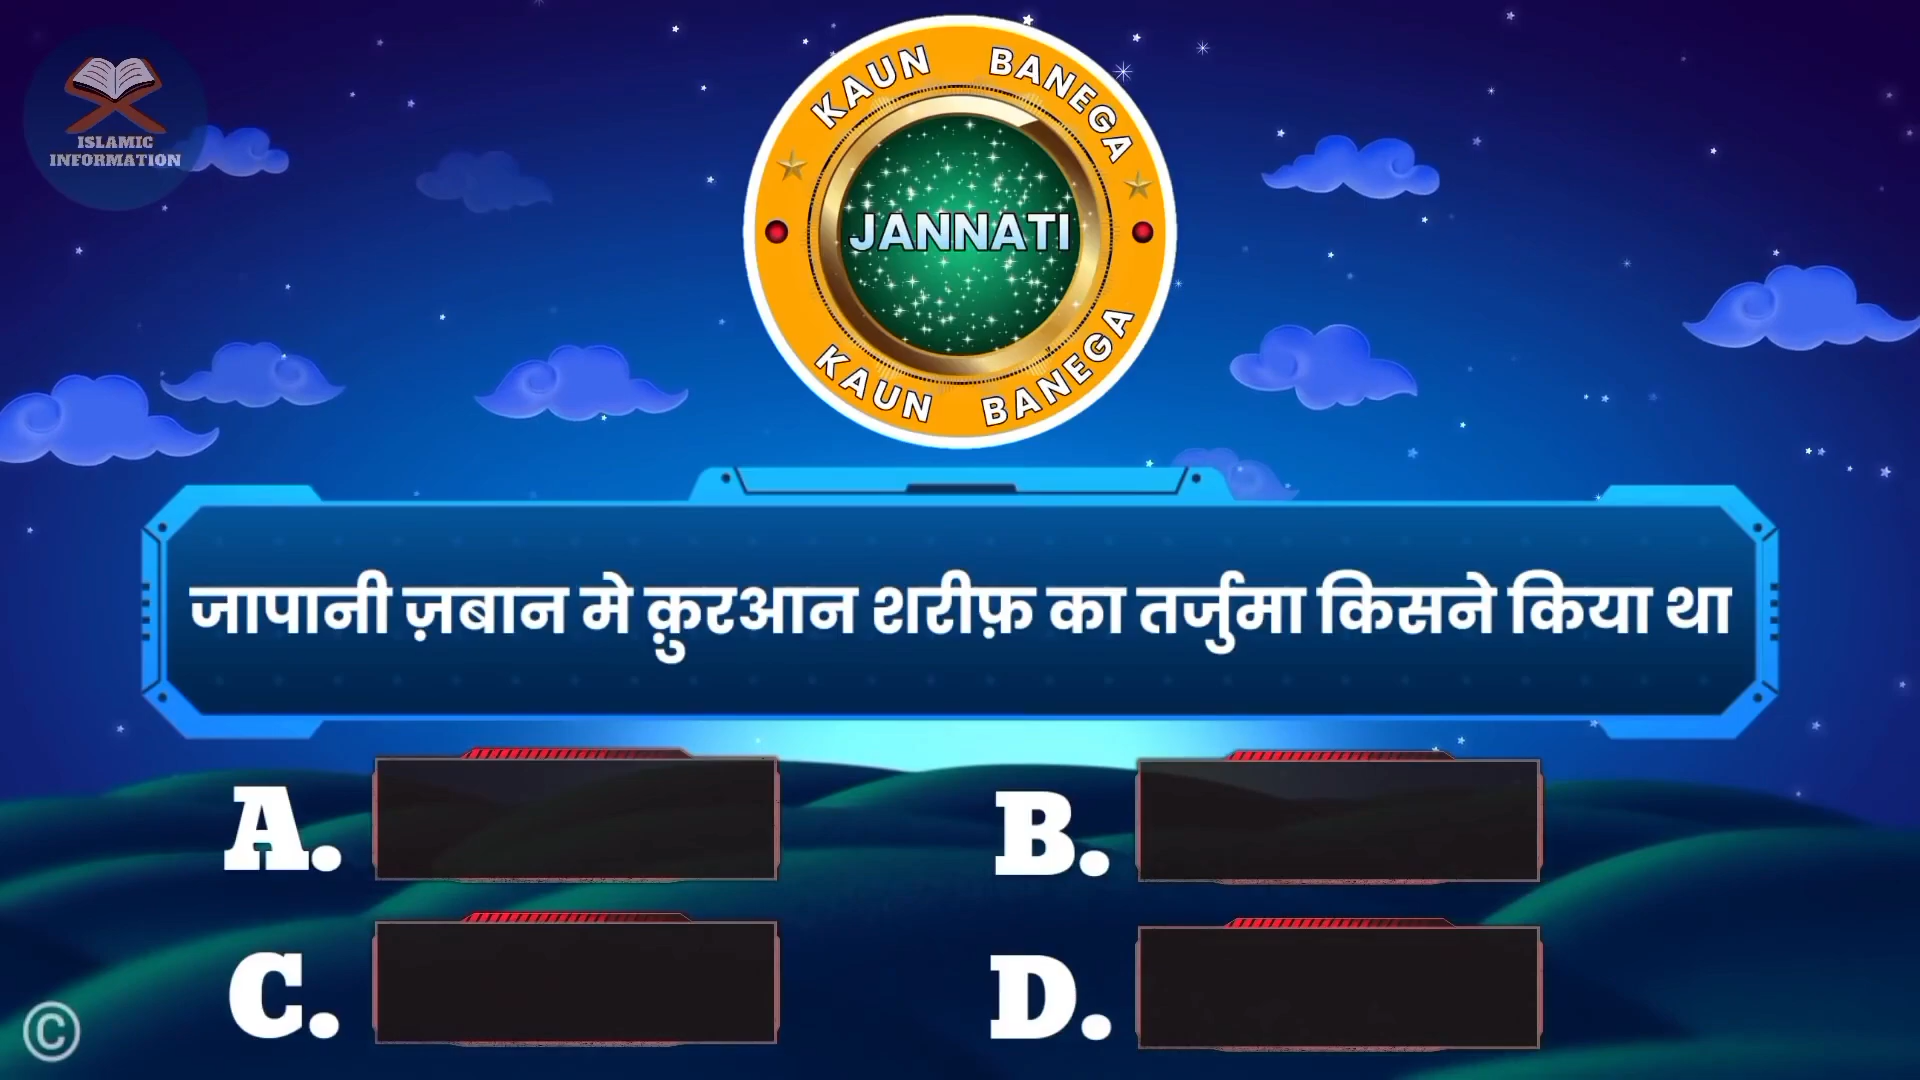 ISLAMIC
INFORMATION
KAUN BANEGA
JANNATI
KAUN BANEGA
जापानी ज़बान मे क़ुरआन शरीफ़ का तर्जुमा किसने किया था
A.
B.
C.
D.
©